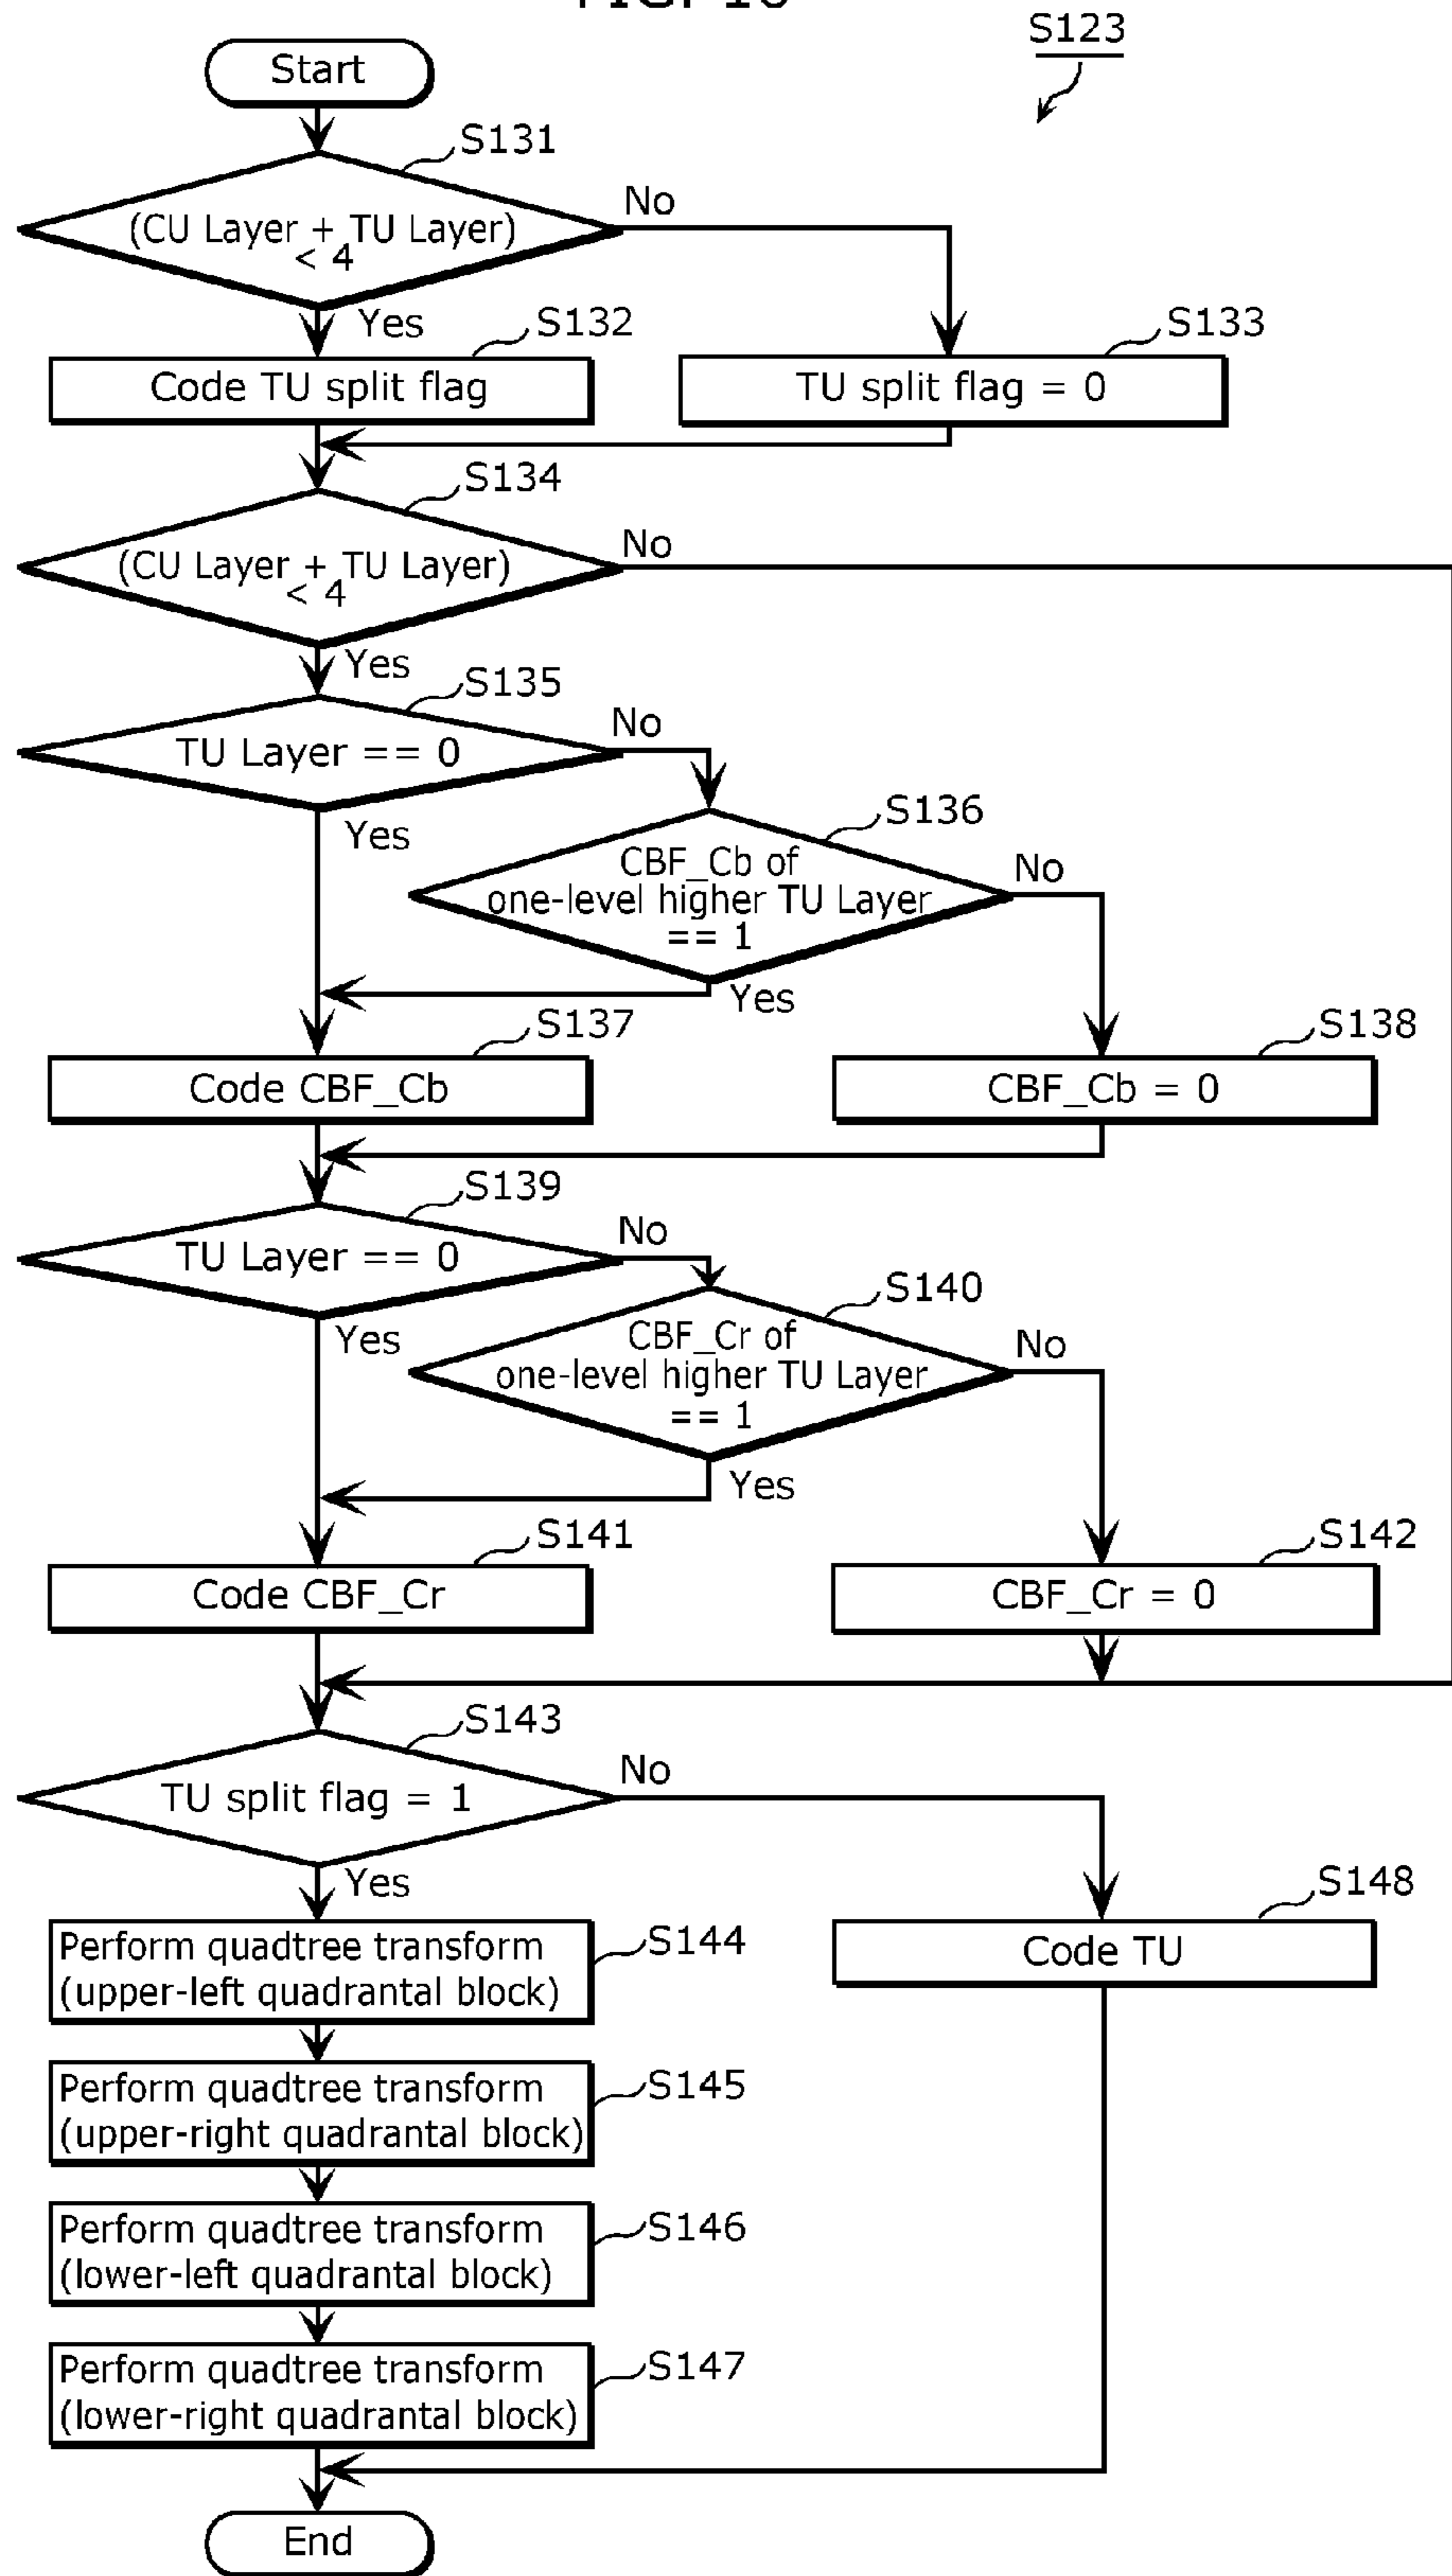 S123
Start
S131
(CU Layer + TU Layer)
< 4
No
Yes
S132
S133
Code TU split flag
TU split flag = 0
S134
(CU Layer + TU Layer)
< 4
No
Yes
S135
TU Layer == 0
No
Yes
S136
CBF_Cb of
one-level higher TU Layer
== 1
No
Yes
S137
S138
Code CBF_Cb
CBF_Cb = 0
S139
TU Layer == 0
No
Yes
S140
CBF_Cr of
one-level higher TU Layer
== 1
No
Yes
S141
S142
Code CBF_Cr
CBF_Cr = 0
S143
TU split flag = 1
No
Yes
S144
S148
Perform quadtree transform
(upper-left quadrantal block)
Code TU
S145
Perform quadtree transform
(upper-right quadrantal block)
S146
Perform quadtree transform
(lower-left quadrantal block)
S147
Perform quadtree transform
(lower-right quadrantal block)
End